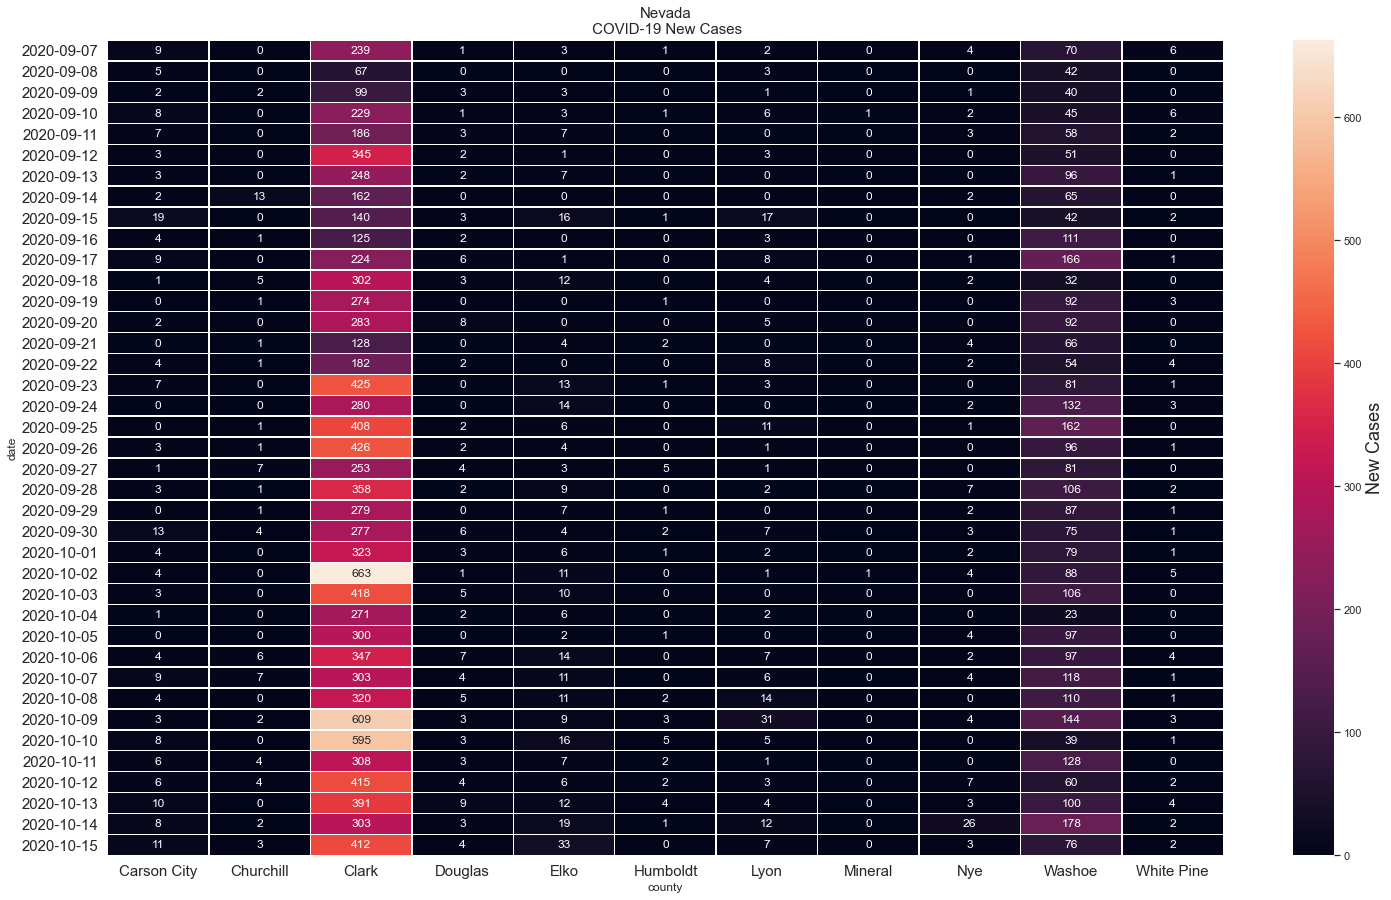 Nevada
COVID-19 New Cases
2020-09-07 9 0 239 1 3 1 2 0 4 70 6
2020-09-08 5 0 67 0 0 0 3 0 0 42 0
2020-09-09 2 2 99 3 3 0 1 0 1 40 0
2020-09-10 8 0 229 1 3 1 6 1 2 45 6
2020-09-11 7 0 186 3 7 0 0 0 3 58 2
2020-09-12 3 0 345 2 1 0 3 0 0 51 0
2020-09-13 3 0 248 2 7 0 0 0 0 96 1
2020-09-14 2 13 162 0 0 0 0 0 2 65 0
2020-09-15 19 0 140 3 16 1 17 0 0 42 2
2020-09-16 4 1 125 2 0 0 3 0 0 111 0
2020-09-17 9 0 224 6 1 0 8 0 1 166 1
2020-09-18 1 5 302 3 12 0 4 0 2 32 0
2020-09-19 0 1 274 0 0 1 0 0 0 92 3
2020-09-20 2 0 283 8 0 0 5 0 0 92 0
2020-09-21 0 1 128 0 4 2 0 0 4 66 0
2020-09-22 4 1 182 2 0 0 8 0 2 54 4
2020-09-23 7 0 425 0 13 1 3 0 0 81 1
2020-09-24 0 0 280 0 14 0 0 0 2 132 3
2020-09-25 0 1 408 2 6 0 11 0 1 162 0
2020-09-26 3 1 426 2 4 0 1 0 0 96 1
2020-09-27 1 7 253 4 3 5 1 0 0 81 0
2020-09-28 3 1 358 2 9 0 2 0 7 106 2
2020-09-29 0 1 279 0 7 1 0 0 2 87 1
2020-09-30 13 4 277 6 4 2 7 0 3 75 1
2020-10-01 4 0 323 3 6 1 2 0 2 79 1
2020-10-02 4 0 663 1 11 0 1 1 4 88 5
2020-10-03 3 0 418 5 10 0 0 0 0 106 0
2020-10-04 1 0 271 2 6 0 2 0 0 23 0
2020-10-05 0 0 300 0 2 1 0 0 4 97 0
2020-10-06 4 6 347 7 14 0 7 0 2 97 4
2020-10-07 9 7 303 4 11 0 6 0 4 118 1
2020-10-08 4 0 320 5 11 2 14 0 0 110 1
2020-10-09 3 2 609 3 9 3 31 0 4 144 3
2020-10-10 8 0 595 3 16 5 5 0 0 39 1
2020-10-11 6 4 308 3 7 2 1 0 0 128 0
2020-10-12 6 4 415 4 6 2 3 0 7 60 2
2020-10-13 10 0 391 9 12 4 4 0 3 100 4
2020-10-14 8 2 303 3 19 1 12 0 26 178 2
2020-10-15 11 3 412 4 33 0 7 0 3 76 2
Carson City Churchill Clark Douglas Elko Humboldt Lyon Mineral Nye Washoe White Pine
county
date
600
500
400
300
200
100
0
New Cases